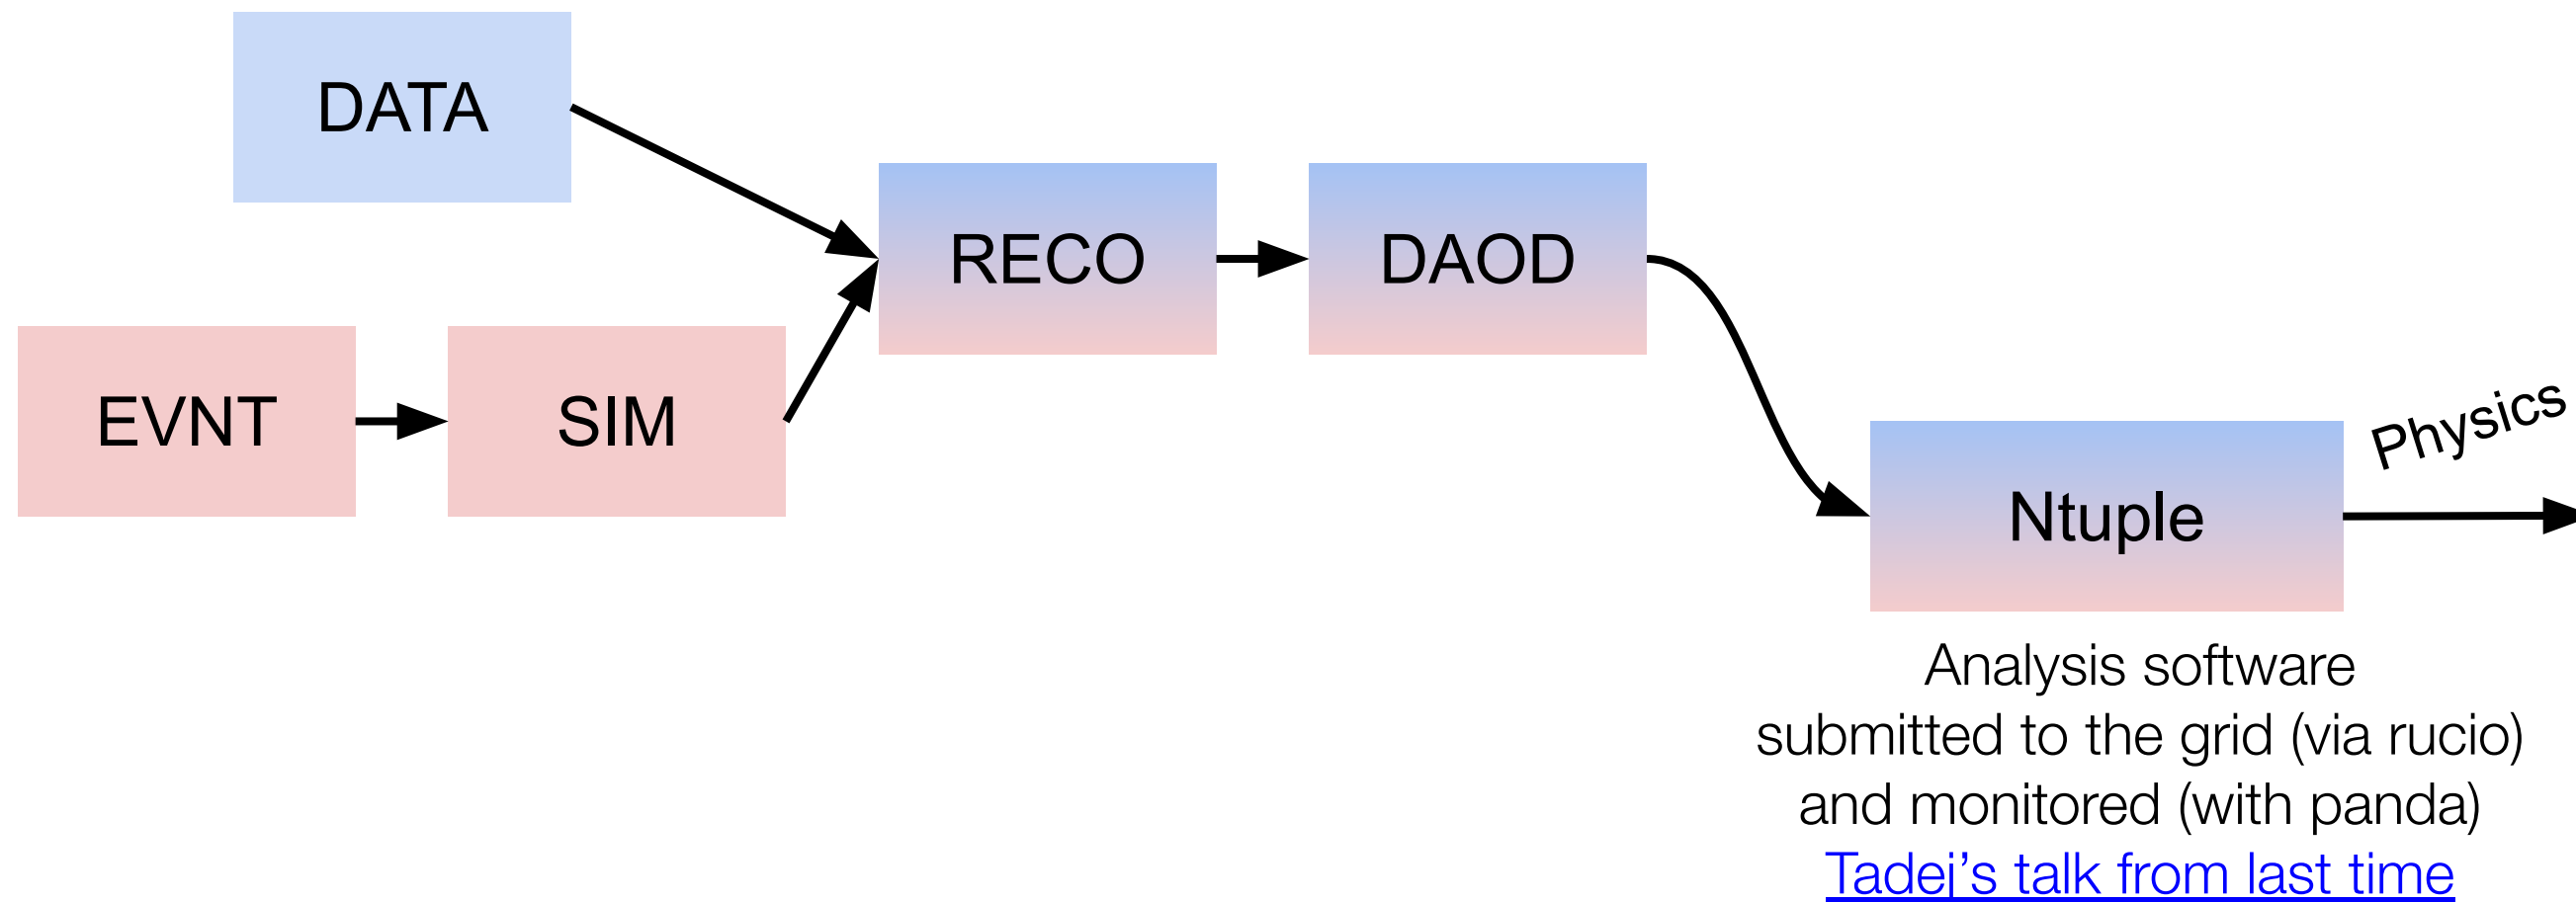 DATA
RECO
DAOD
EVNT
SIM
Physics
Ntuple
Analysis software
submitted to the grid (via rucio)
and monitored (with panda)
Tadej’s talk from last time